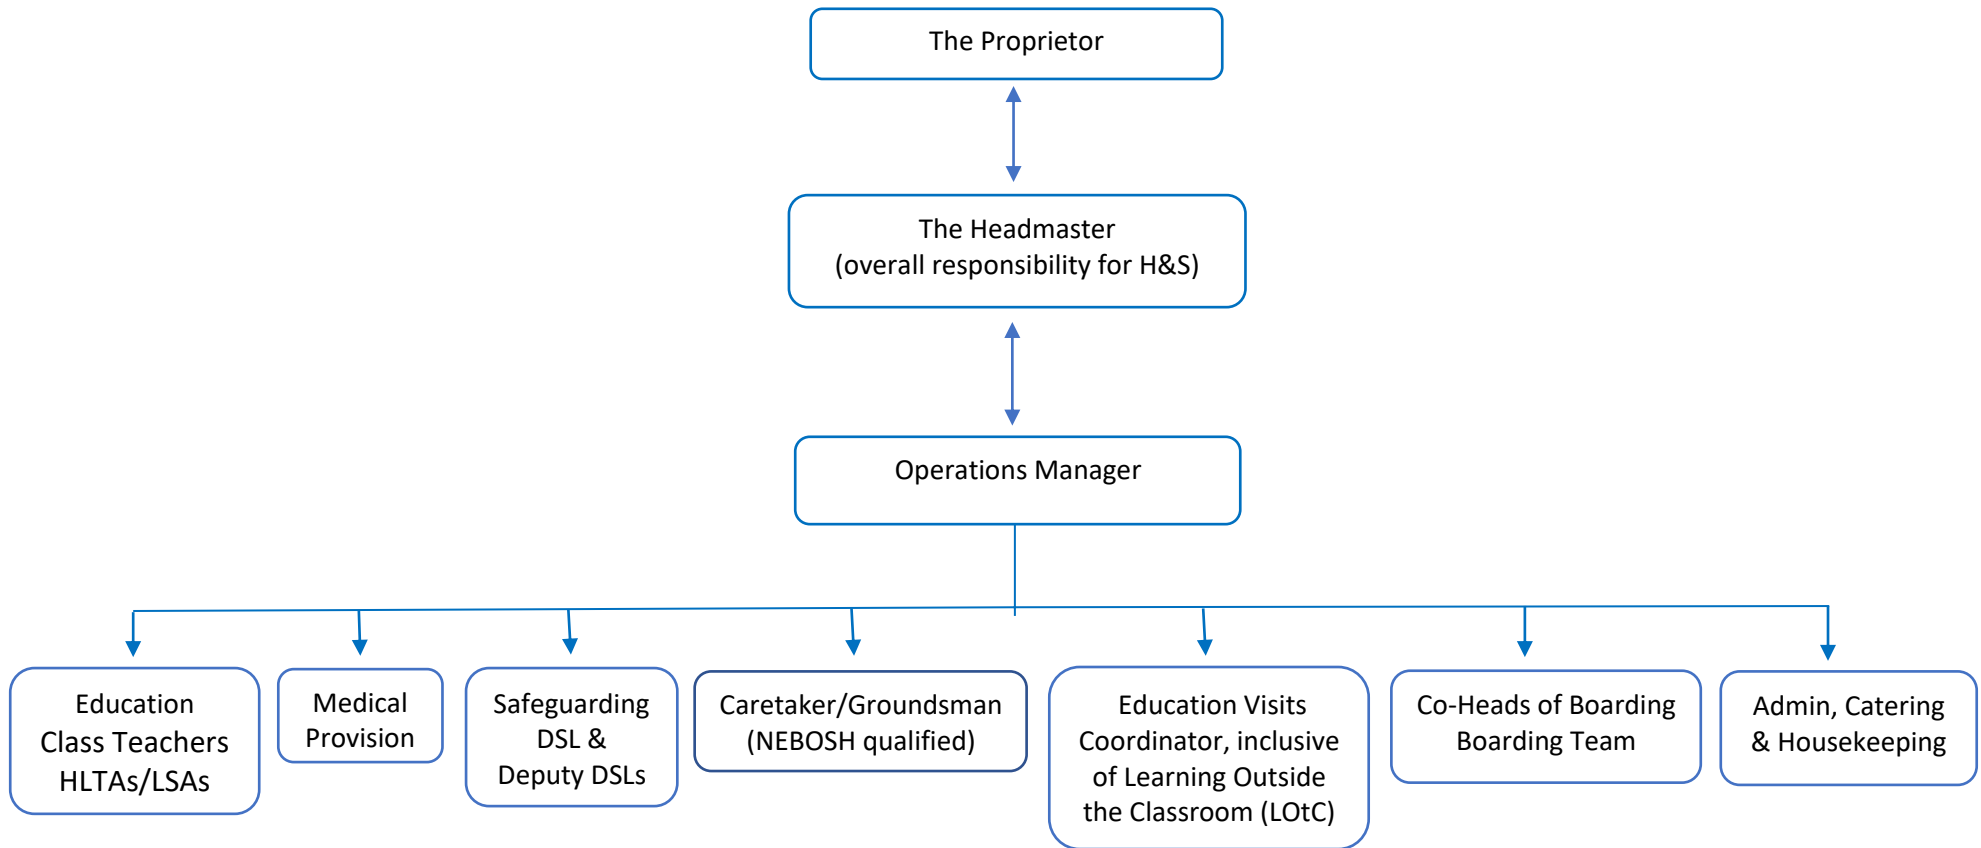 The Proprietor
The Headmaster
(overall responsibility for H&S)
Operations Manager
Education
Class Teachers
HLTAs/LSAs
Medical
Provision
Safeguarding
DSL &
Deputy DSLs
Caretaker/Groundsman
(NEBOSH qualified)
Education Visits
Coordinator, inclusive
of Learning Outside
the Classroom (LOtC)
Co-Heads of Boarding
Boarding Team
Admin, Catering
& Housekeeping